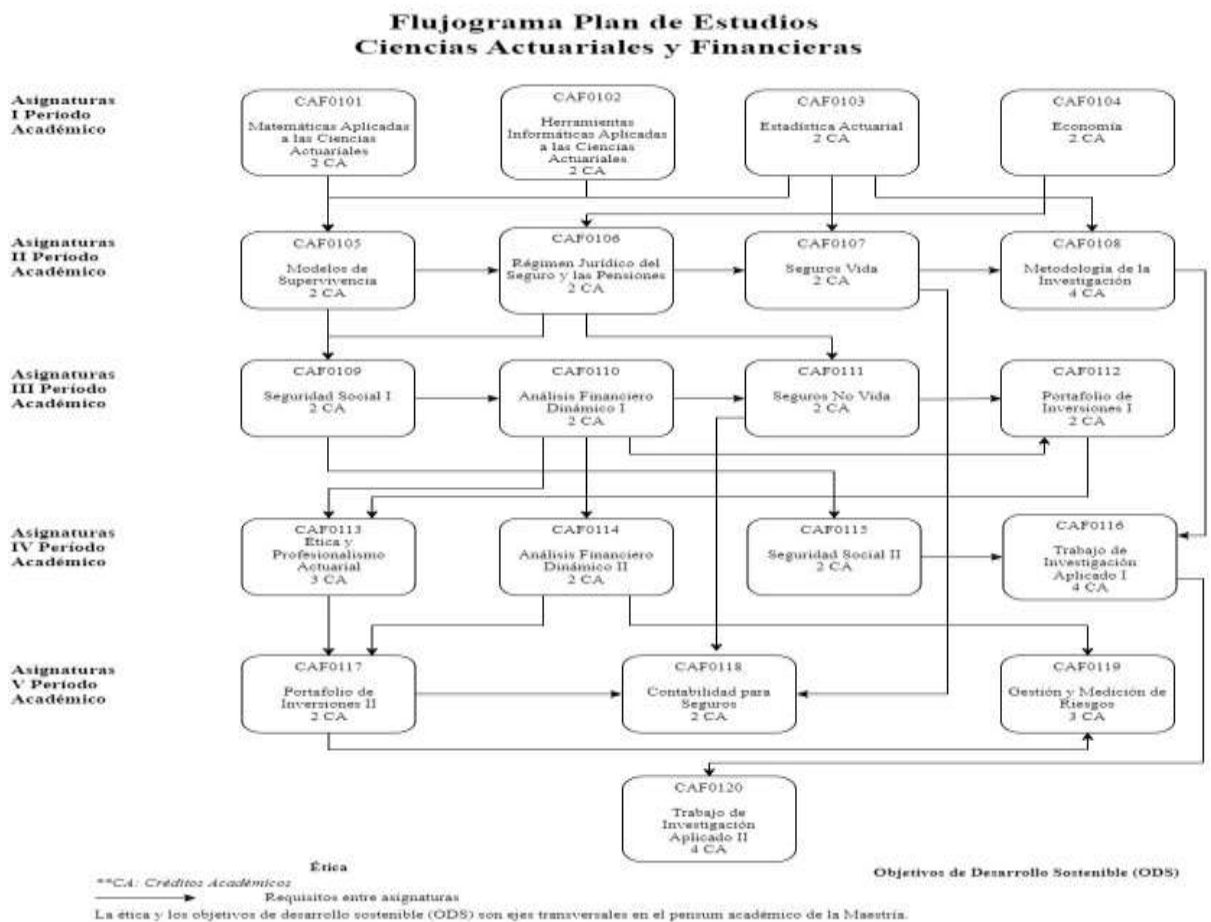 Flujograma Plan de Estudios
Ciencias Actuariales y Financieras
Asignaturas
I Período
Académico
CAF0101
Matemáticas Aplicadas
a las Ciencias
Actuariales
2 CA
CAF0102
Herramientas
Informáticas Aplicadas
a las Ciencias
Actuariales
2 CA
CAF0103
Estadística Actuarial
2 CA
CAF0104
Economía
2 CA
Asignaturas
II Período
Académico
CAF0105
Modelos de
Supervivencia
2 CA
CAF0106
Régimen Jurídico del
Seguro y las Pensiones
2 CA
CAF0107
Seguros Vida
2 CA
CAF0108
Metodología de la
Investigación
4 CA
Asignaturas
III Período
Académico
CAF0109
Seguridad Social I
2 CA
CAF0110
Análisis Financiero
Dinámico I
2 CA
CAF0111
Seguros No Vida
2 CA
CAF0112
Portafolio de
Inversiones I
2 CA
Asignaturas
IV Período
Académico
CAF0113
Ética y
Profesionalismo
Actuarial
3 CA
CAF0114
Análisis Financiero
Dinámico II
2 CA
CAF0115
Seguridad Social II
2 CA
CAF0116
Trabajo de
Investigación
Aplicado I
4 CA
Asignaturas
V Período
Académico
CAF0117
Portafolio de
Inversiones II
2 CA
CAF0118
Contabilidad para
Seguros
2 CA
CAF0119
Gestión y Medición de
Riesgos
3 CA
CAF0120
Trabajo de
Investigación
Aplicado II
4 CA
Ética
Objetivos de Desarrollo Sostenible (ODS)
**CA: Créditos Académicos
Requisitos entre asignaturas
La ética y los objetivos de desarrollo sostenible (ODS) son ejes transversales en el pensum académico de la Maestría.